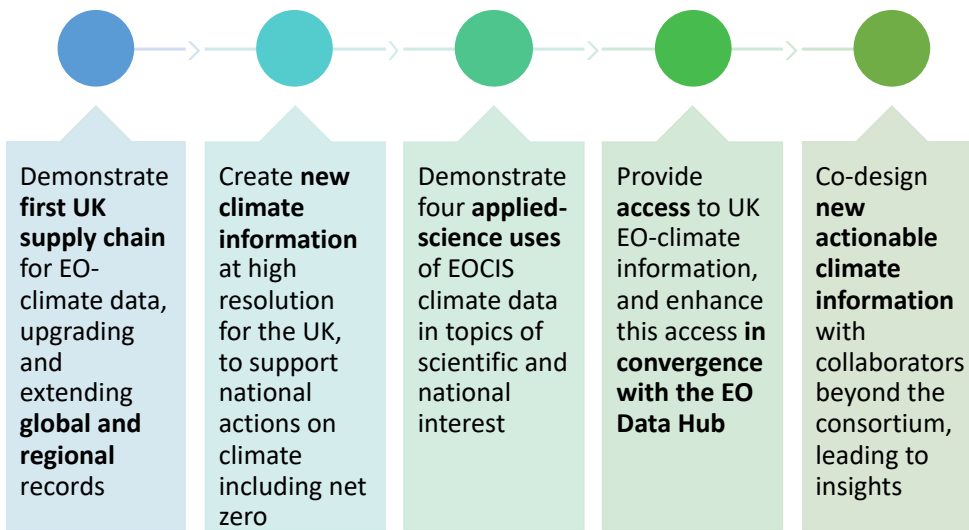 Demonstrate
first UK
supply chain
for EO-
climate data,
upgrading
and
extending
global and
regional
records
Create new
climate
information
at high
resolution
for the UK,
to support
national
actions on
climate
including net
zero
Demonstrate
four applied-
science uses
of EOCIS
climate data
in topics of
scientific and
national
interest
Provide
access to UK
EO-climate
information,
and enhance
this access in
convergence
with the EO
Data Hub
Co-design
new
actionable
climate
information
with
collaborators
beyond the
consortium,
leading to
insights